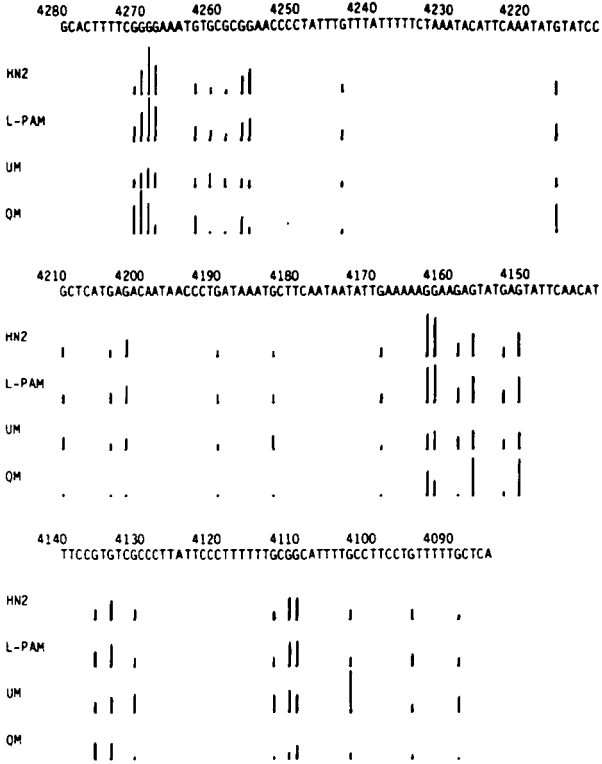 4280 4270 4260 4250 4240 4230 4220
GCACTTTTCGGGGAAATGTGCGCGGAACCCCTATTTGTTTATTTTTCTAAATACATTCAAATATGTATCC
HN2
L-PAM
UM
QM
4210 4200 4190 4180 4170 4160 4150
GCTCATGAGACAATAACCCTGATAAATGCTTCAATAATATTGAAAAAGGAAGAGTATGAGTATTCAACAT
HN2
L-PAM
UM
QM
4140 4130 4120 4110 4100 4090
TTCCGTGTCGCCCTTATTCCCTTTTTTGCGGCATTTTGCCTTCCTGTTTTTGCTCA
HN2
L-PAM
UM
QM